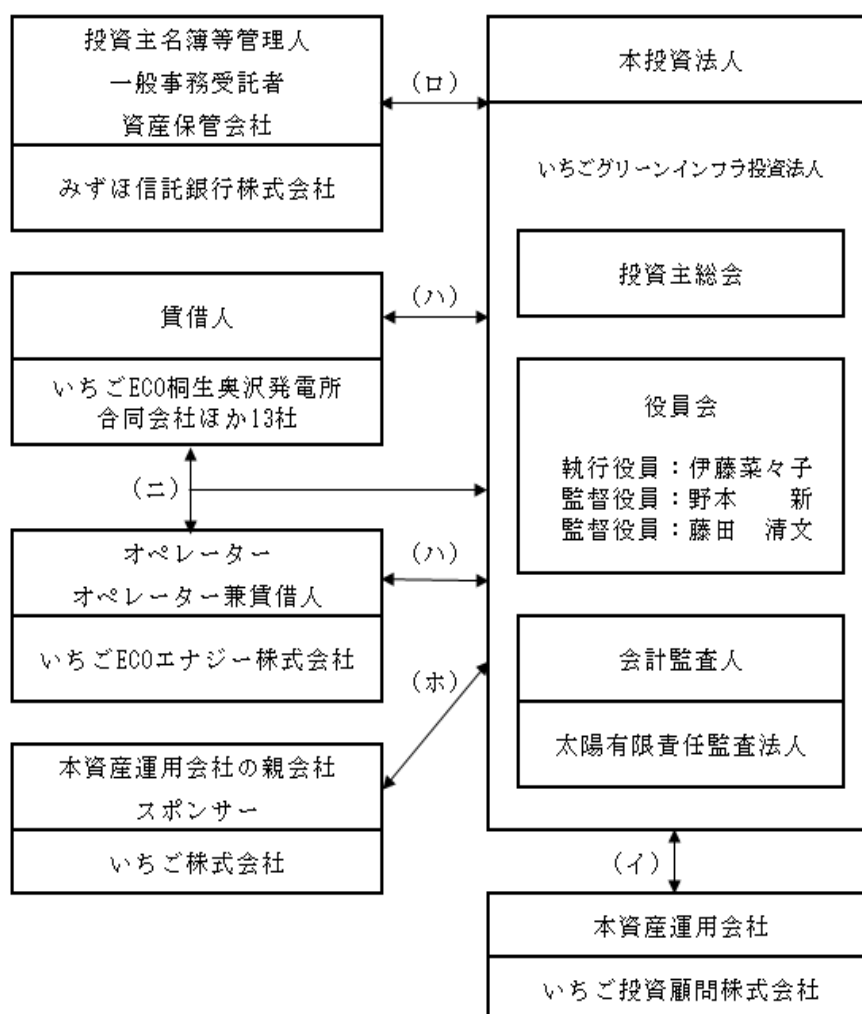 投資主名簿等管理人
一般事務受託者
資産保管会社
みずほ信託銀行株式会社
(ロ)
本投資法人
いちごグリーンインフラ投資法人
投資主総会
賃借人
いちごECO桐生奥沢発電所
合同会社ほか13社
(ハ)
役員会
執行役員：伊藤菜々子
監督役員：野本　　新
監督役員：藤田　清文
(ニ)
オペレーター
オペレーター兼賃借人
いちごECOエナジー株式会社
(ハ)
会計監査人
太陽有限責任監査法人
(ホ)
本資産運用会社の親会社
スポンサー
いちご株式会社
(イ)
本資産運用会社
いちご投資顧問株式会社